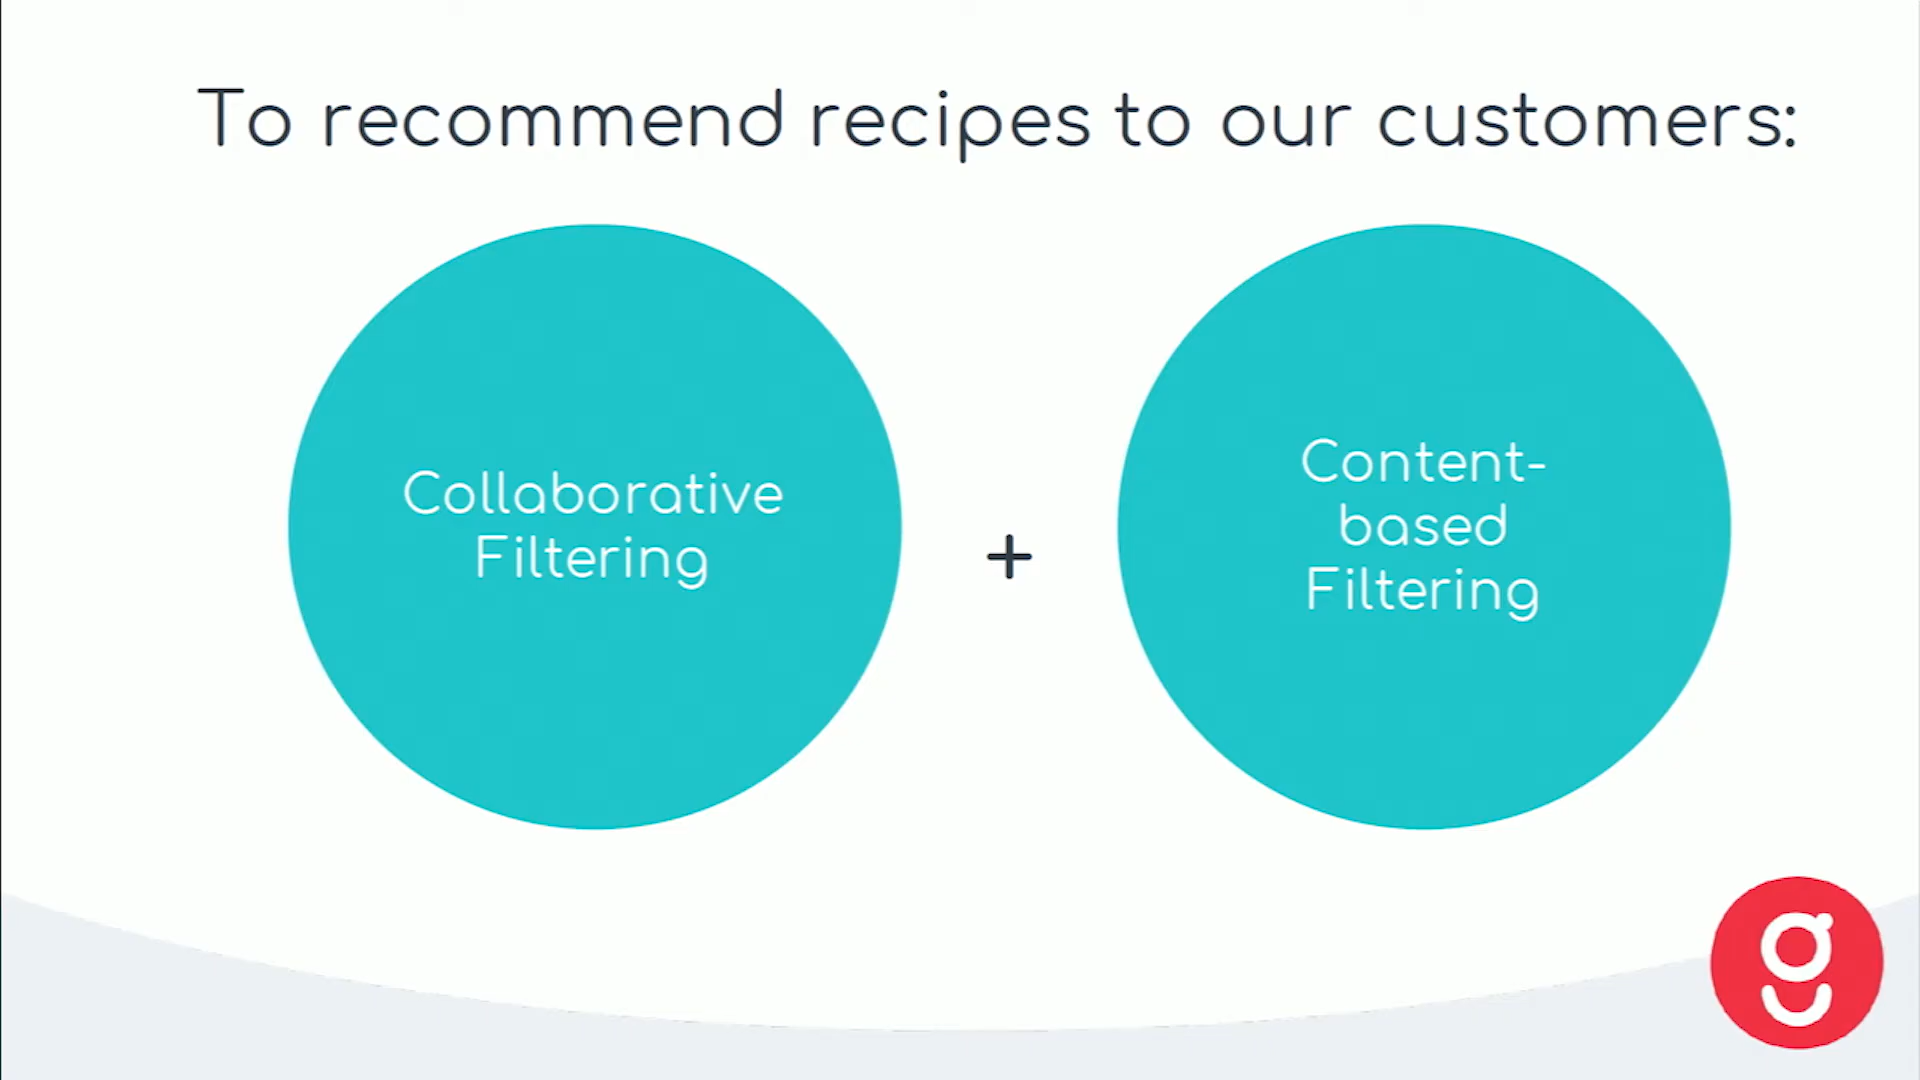 To recommend recipes to our customers:
Collaborative
Filtering
+
Content-
based
Filtering
g